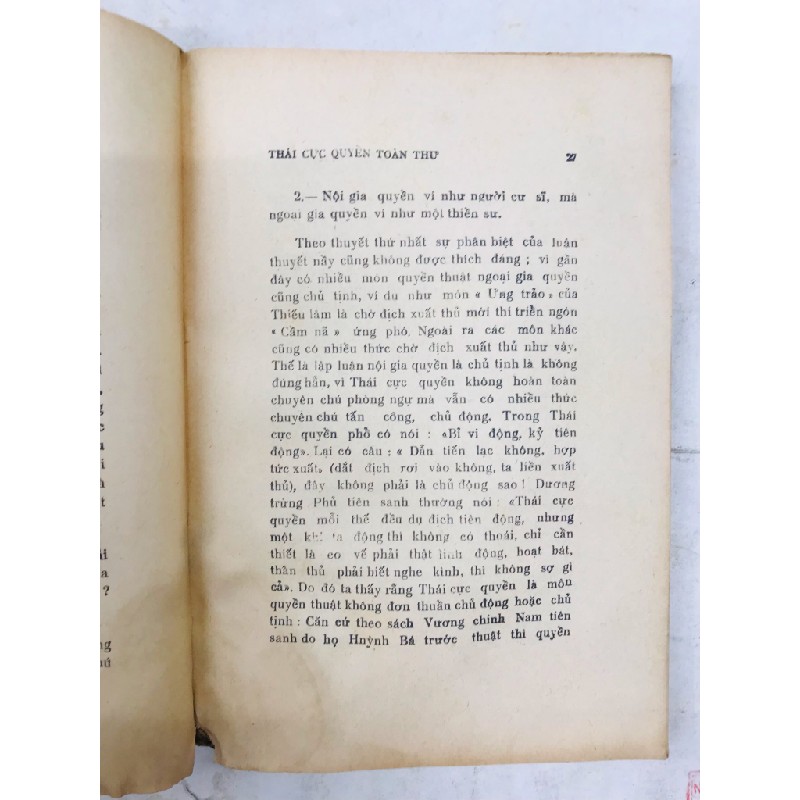 THÁI CỰC QUYỀN TOÀN THƯ 27
2.— Nội gia quyền ví như người cư sĩ, mà
ngoại gia quyền ví như một thiền sư.
Theo thuyết thứ nhất sự phân biệt của luận
thuyết nầy cũng không được thích đáng ; vì gần
đây có nhiều môn quyền thuật ngoại gia quyền
cũng chủ tịnh, ví dụ như môn « Ưng trảo» của
Thiếu lâm là chờ địch xuất thủ mới thi triển ngón
« Cầm nã » ứng phó. Ngoài ra các môn khác
cũng có nhiều thức chờ địch xuất thủ như vậy.
Thế là lập luận nội gia quyền là chủ tịnh là không
đúng hẳn, vì Thái cực quyền không hoàn toàn
chuyên chú phòng ngự mà vẫn có nhiều thức
chuyên chú tấn công, chủ động. Trong Thái
cực quyền phổ có nói : «Bỉ vi động, kỷ tiên
động». Lại có câu : « Dẫn tiến lạc không, hợp
tức xuất» (dắt địch rơi vào không, ta liền xuất
thủ), đây không phải là chủ động sao ! Dương
trừng Phủ tiên sanh thường nói : «Thái cực
quyền mỗi thế đều dụ địch tiên động, nhưng
một khi ta động thì không có thoái, chỉ cần
thiết là eo về phải thật linh động, hoạt bát,
thân thủ phải biết nghe kình, thì không sợ gì
cả». Do đó ta thấy rằng Thái cực quyền là môn
quyền thuật không đơn thuần chủ động hoặc chủ
tịnh : Căn cứ theo sách Vương chính Nam tiên
sanh do họ Huỳnh Bá trước thuật thì quyền